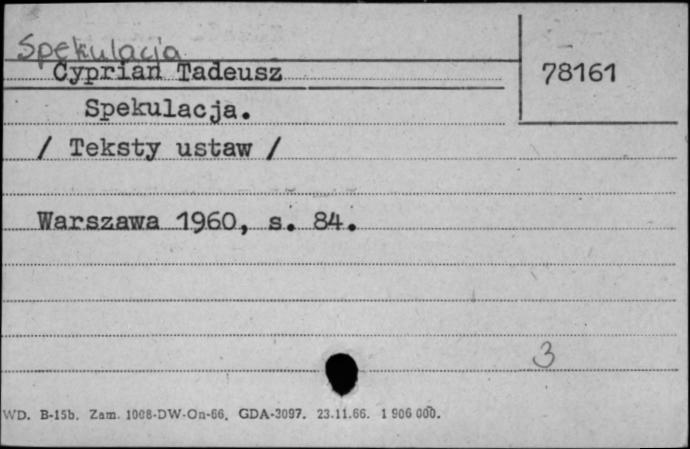 Spekulacja
Cyprian Tadeusz
78161
Spekulacja.
/ Teksty ustaw /
Warszawa 1960, s. 84.
3
WD. B-15b. Zam. 1008-DW-On-66. GDA-3097. 23.11.66. 1 906 000.